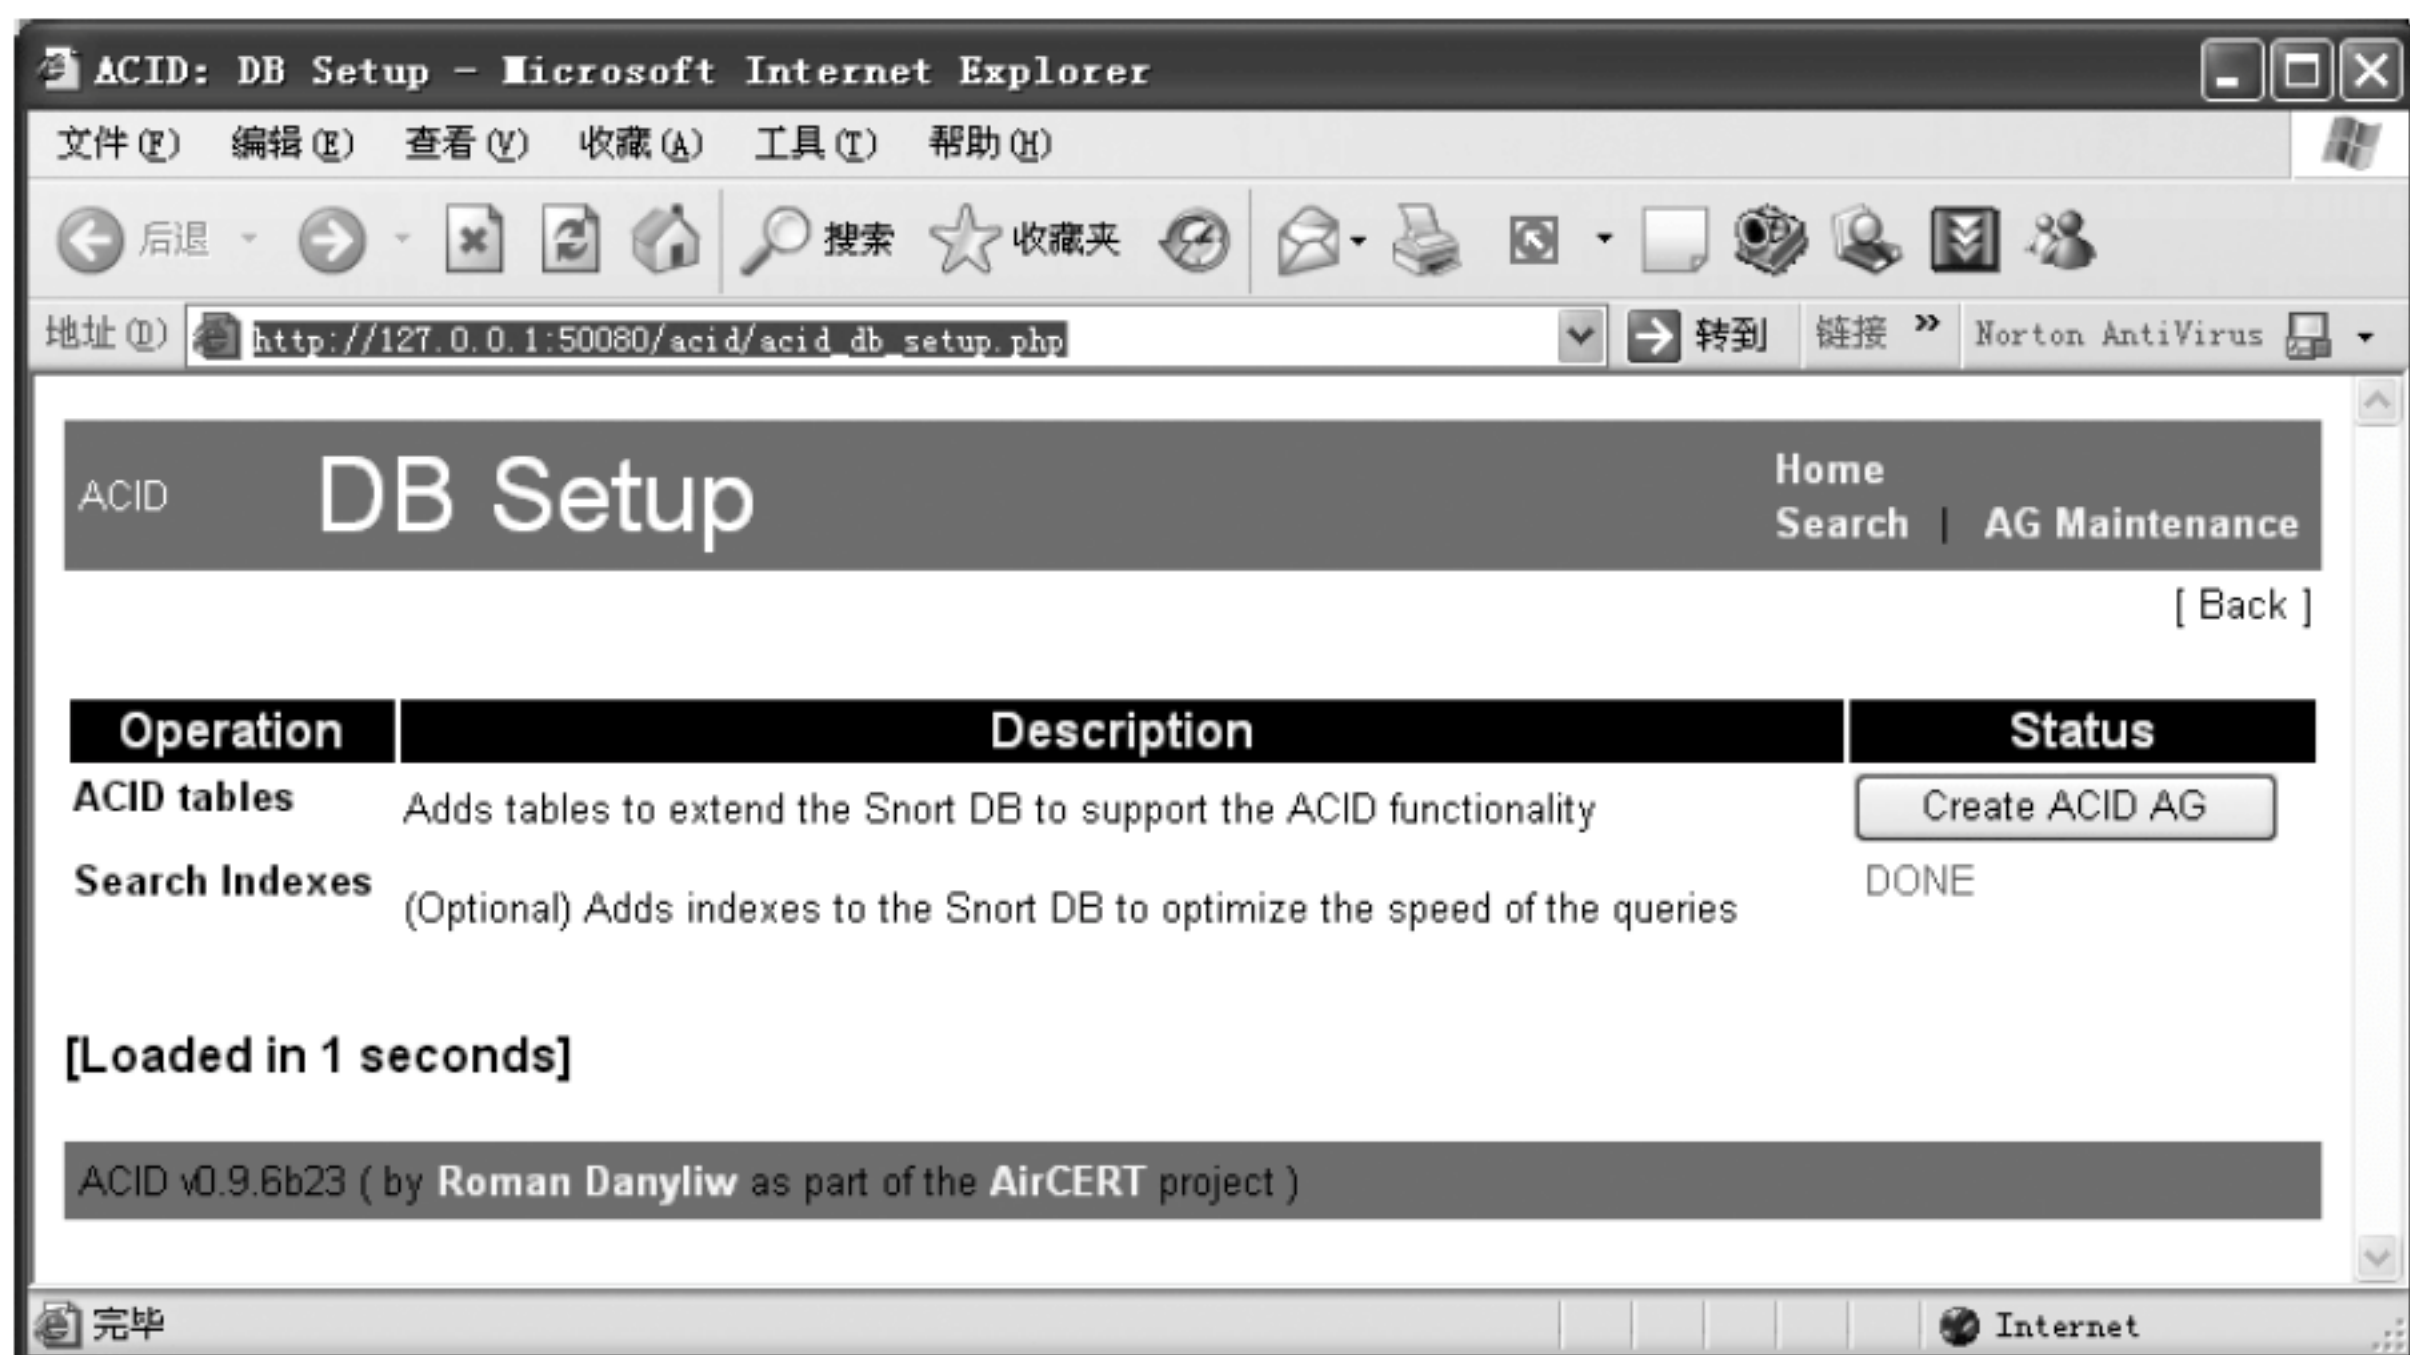 ACID: DB Setup - Microsoft Internet Explorer
文件(F) 编辑(E) 查看(V) 收藏(A) 工具(T) 帮助(H)
后退 搜索 收藏夹
地址(D) http://127.0.0.1:50080/acid/acid_db_setup.php 转到 链接 » Norton AntiVirus
ACID DB Setup Home
Search | AG Maintenance
[ Back ]
Operation Description Status
ACID tables Adds tables to extend the Snort DB to support the ACID functionality Create ACID AG
Search Indexes (Optional) Adds indexes to the Snort DB to optimize the speed of the queries DONE
[Loaded in 1 seconds]
ACID v0.9.6b23 ( by Roman Danyliw as part of the AirCERT project )
完毕 Internet